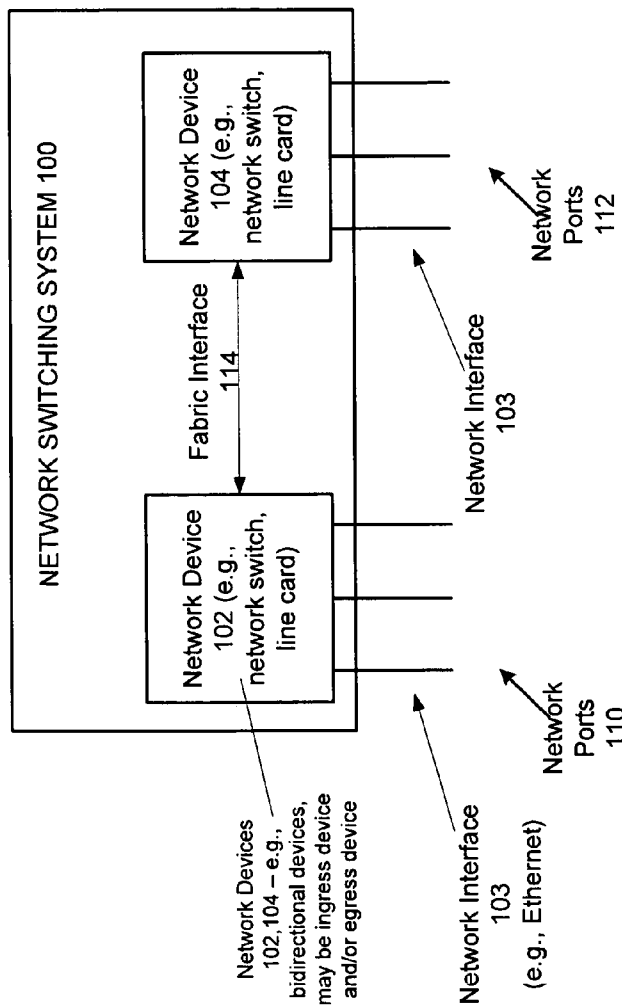 NETWORK SWITCHING SYSTEM 100
Network Device
102 (e.g.,
network switch,
line card)
Fabric Interface
114
Network Device
104 (e.g.,
network switch,
line card)
Network Devices
102,104 – e.g.,
bidirectional devices,
may be ingress device
and/or egress device
Network Interface
103
(e.g., Ethernet)
Network
Ports
110
Network Interface
103
Network
Ports
112